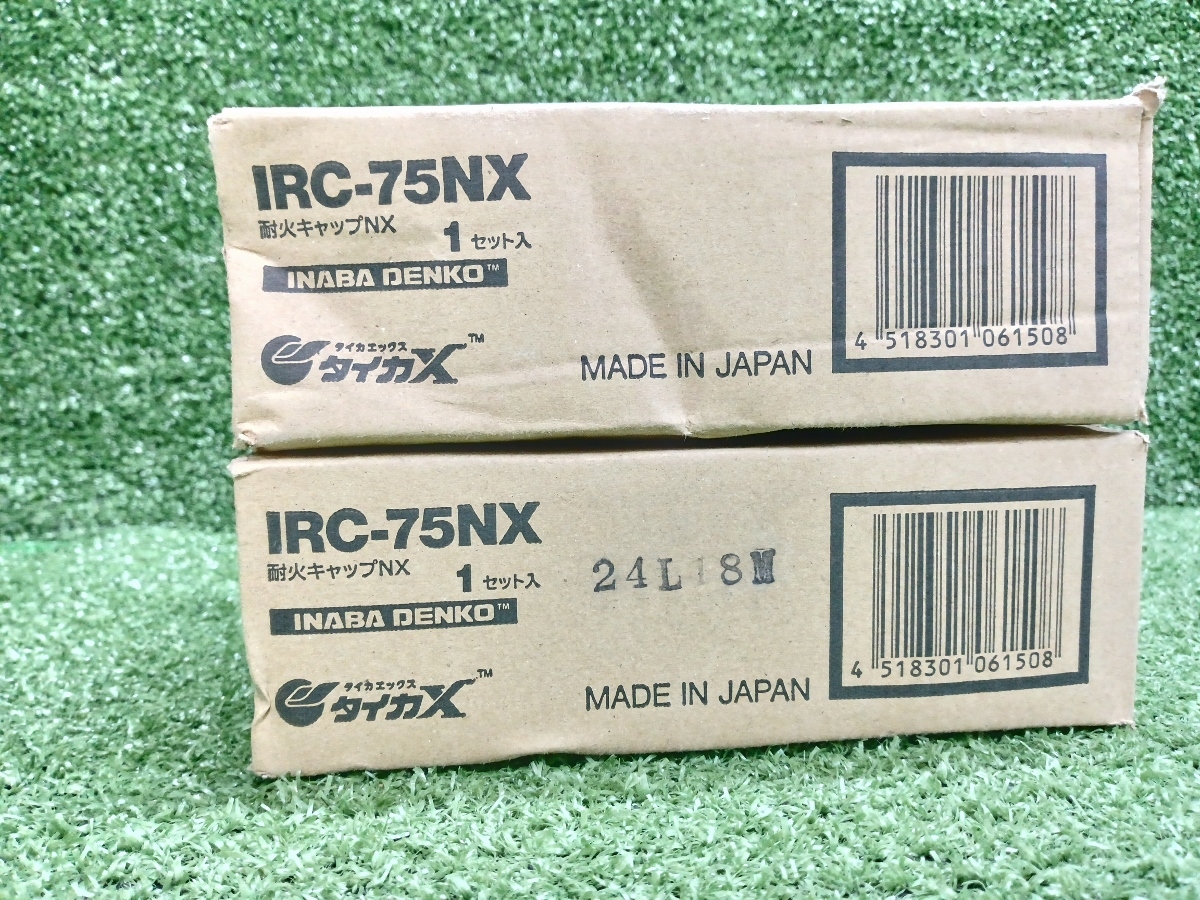 IRC-75NX
耐火キャップNX 1 セット入
INABA DENKO™
タイカエックス
タイカX™
MADE IN JAPAN
4 518301 061508
IRC-75NX
耐火キャップNX 1 セット入
24L18M
INABA DENKO™
タイカエックス
タイカX™
MADE IN JAPAN
4 518301 061508